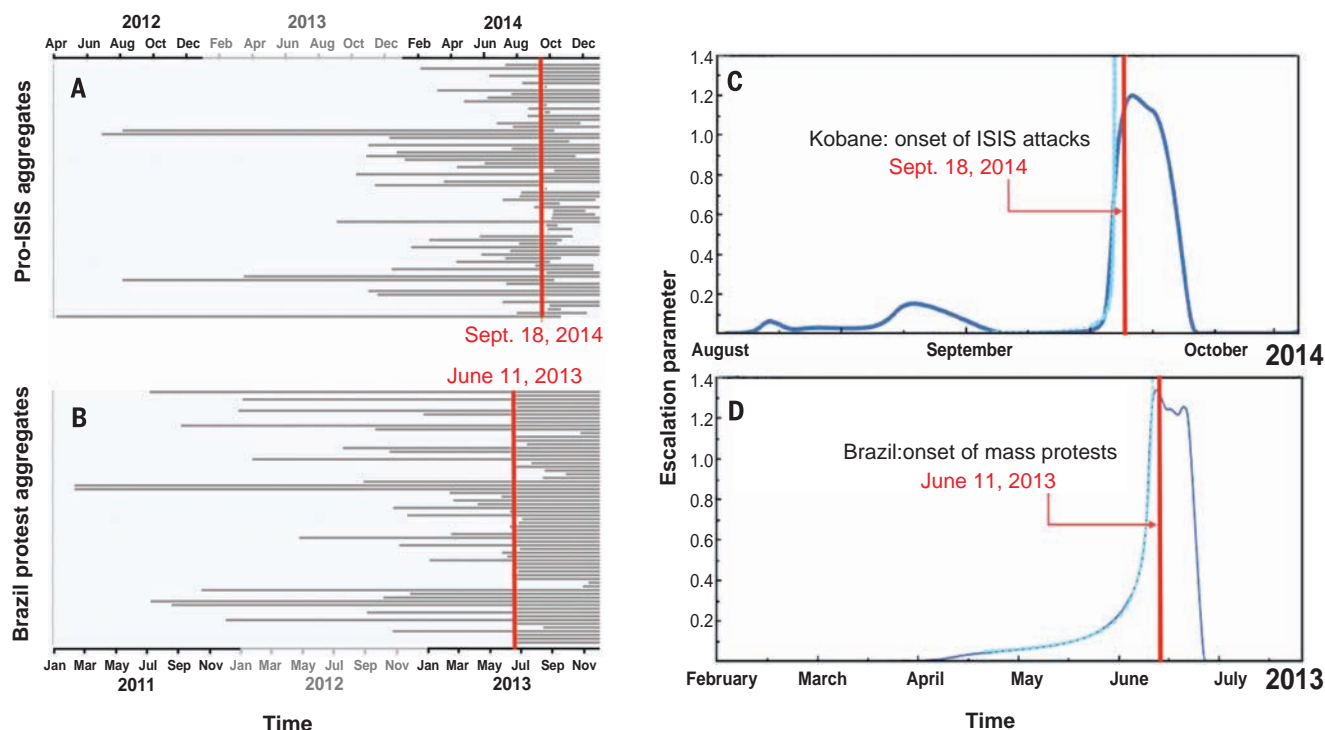 2012 2013 2014
Apr Jun Aug Oct Dec Feb Apr Jun Aug Oct Dec Feb Apr Jun Aug Oct Dec
A
Pro-ISIS aggregates
Sept. 18, 2014
June 11, 2013
B
Brazil protest aggregates
Jan Mar May Jul Sep Nov Jan Mar May Jul Sep Nov Jan Mar May Jul Sep Nov
2011 2012 2013
Time
Escalation parameter
1.4
1.2
1.0
0.8
0.6
0.4
0.2
C
Kobane: onset of ISIS attacks
Sept. 18, 2014
August September October 2014
1.4
1.2
1.0
0.8
0.6
0.4
0.2
D
Brazil:onset of mass protests
June 11, 2013
February March April May June July 2013
Time